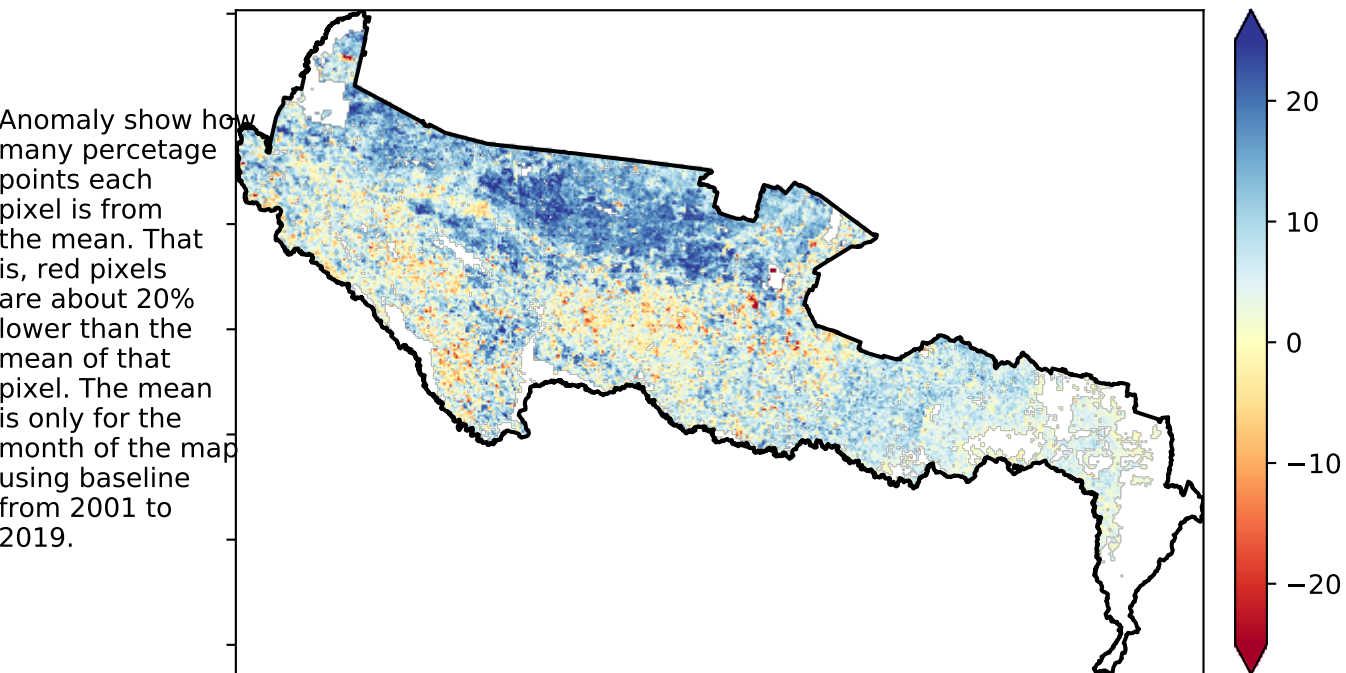 Anomaly show how
many percetage
points each
pixel is from
the mean. That
is, red pixels
are about 20%
lower than the
mean of that
pixel. The mean
is only for the
month of the map
using baseline
from 2001 to
2019.
20
10
0
−10
−20